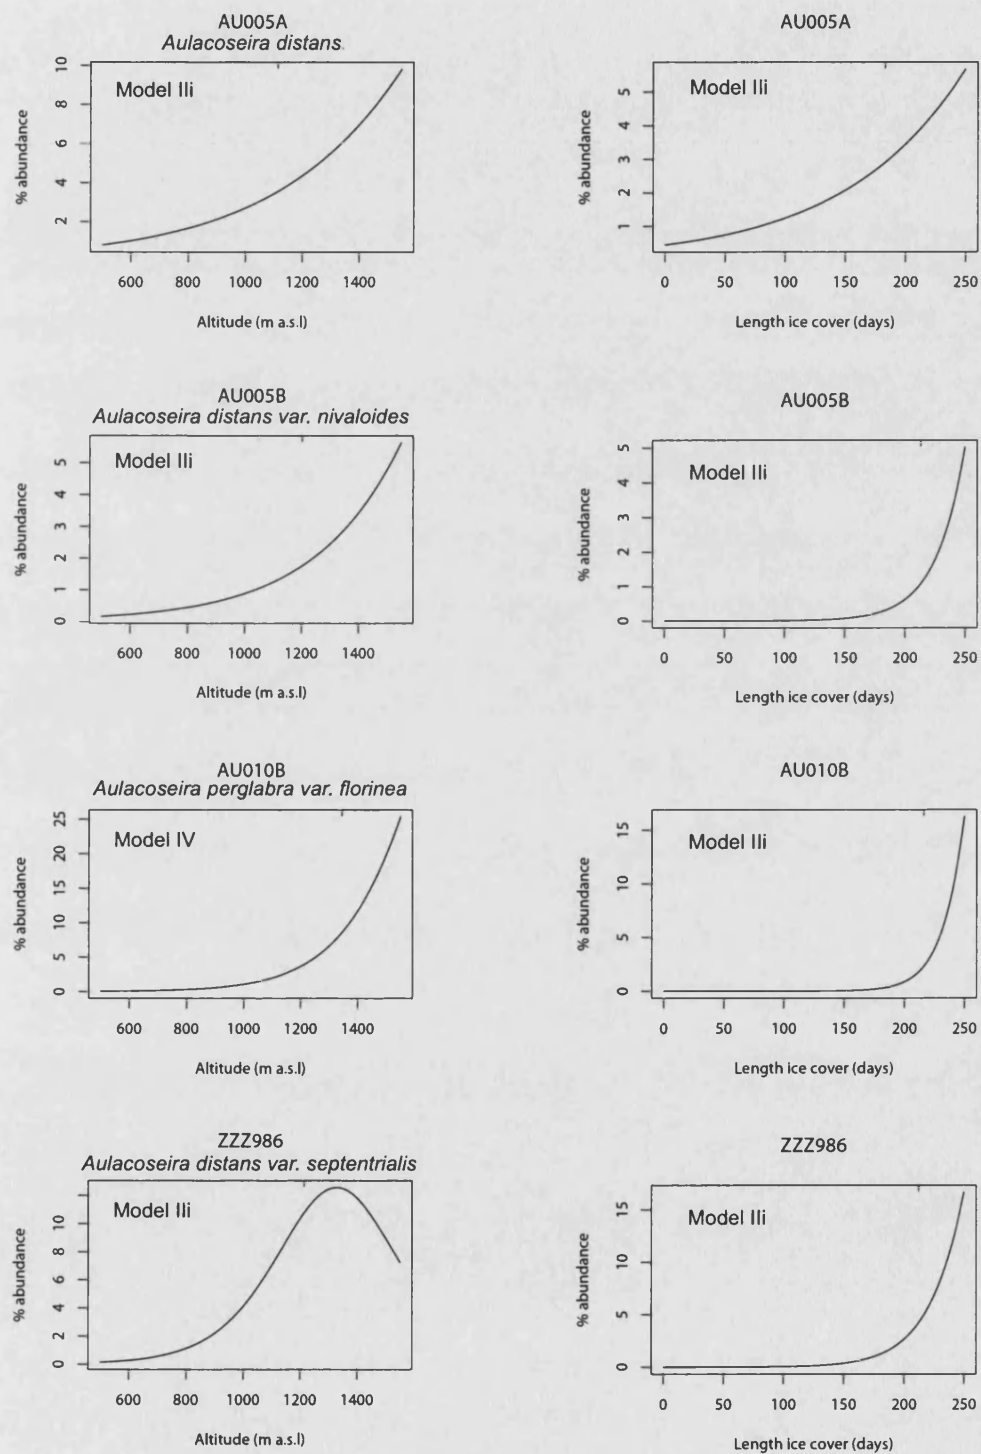 AU005A
Aulacoseira distans
Model IIi
% abundance
10
8
6
4
2
600 800 1000 1200 1400
Altitude (m a.s.l)
AU005A
Model IIi
% abundance
5
4
3
2
1
0 50 100 150 200 250
Length ice cover (days)
AU005B
Aulacoseira distans var. nivaloides
Model IIi
% abundance
5
4
3
2
1
0
600 800 1000 1200 1400
Altitude (m a.s.l)
AU005B
Model IIi
% abundance
5
4
3
2
1
0
0 50 100 150 200 250
Length ice cover (days)
AU010B
Aulacoseira perglabra var. florinea
Model IV
% abundance
25
20
15
10
5
0
600 800 1000 1200 1400
Altitude (m a.s.l)
AU010B
Model IIi
% abundance
15
10
5
0
0 50 100 150 200 250
Length ice cover (days)
ZZZ986
Aulacoseira distans var. septentrialis
Model IIi
% abundance
10
8
6
4
2
0
600 800 1000 1200 1400
Altitude (m a.s.l)
ZZZ986
Model IIi
% abundance
15
10
5
0
0 50 100 150 200 250
Length ice cover (days)